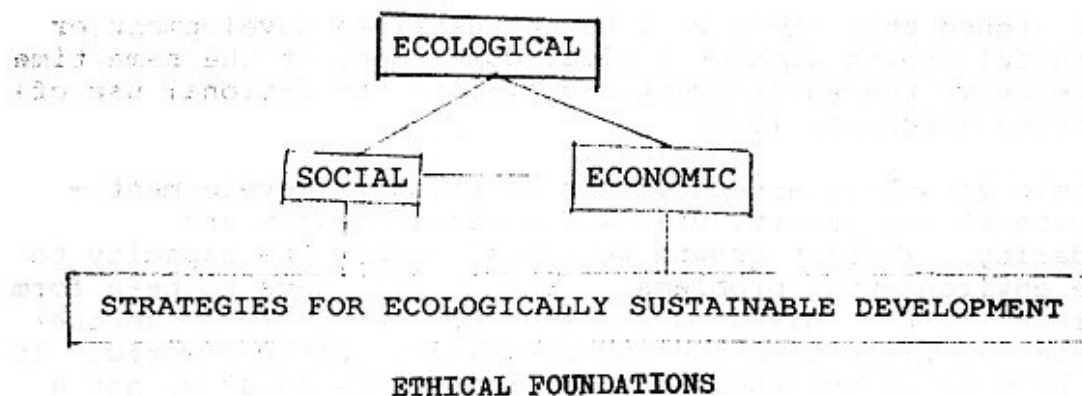 ECOLOGICAL
SOCIAL ECONOMIC
STRATEGIES FOR ECOLOGICALLY SUSTAINABLE DEVELOPMENT
ETHICAL FOUNDATIONS